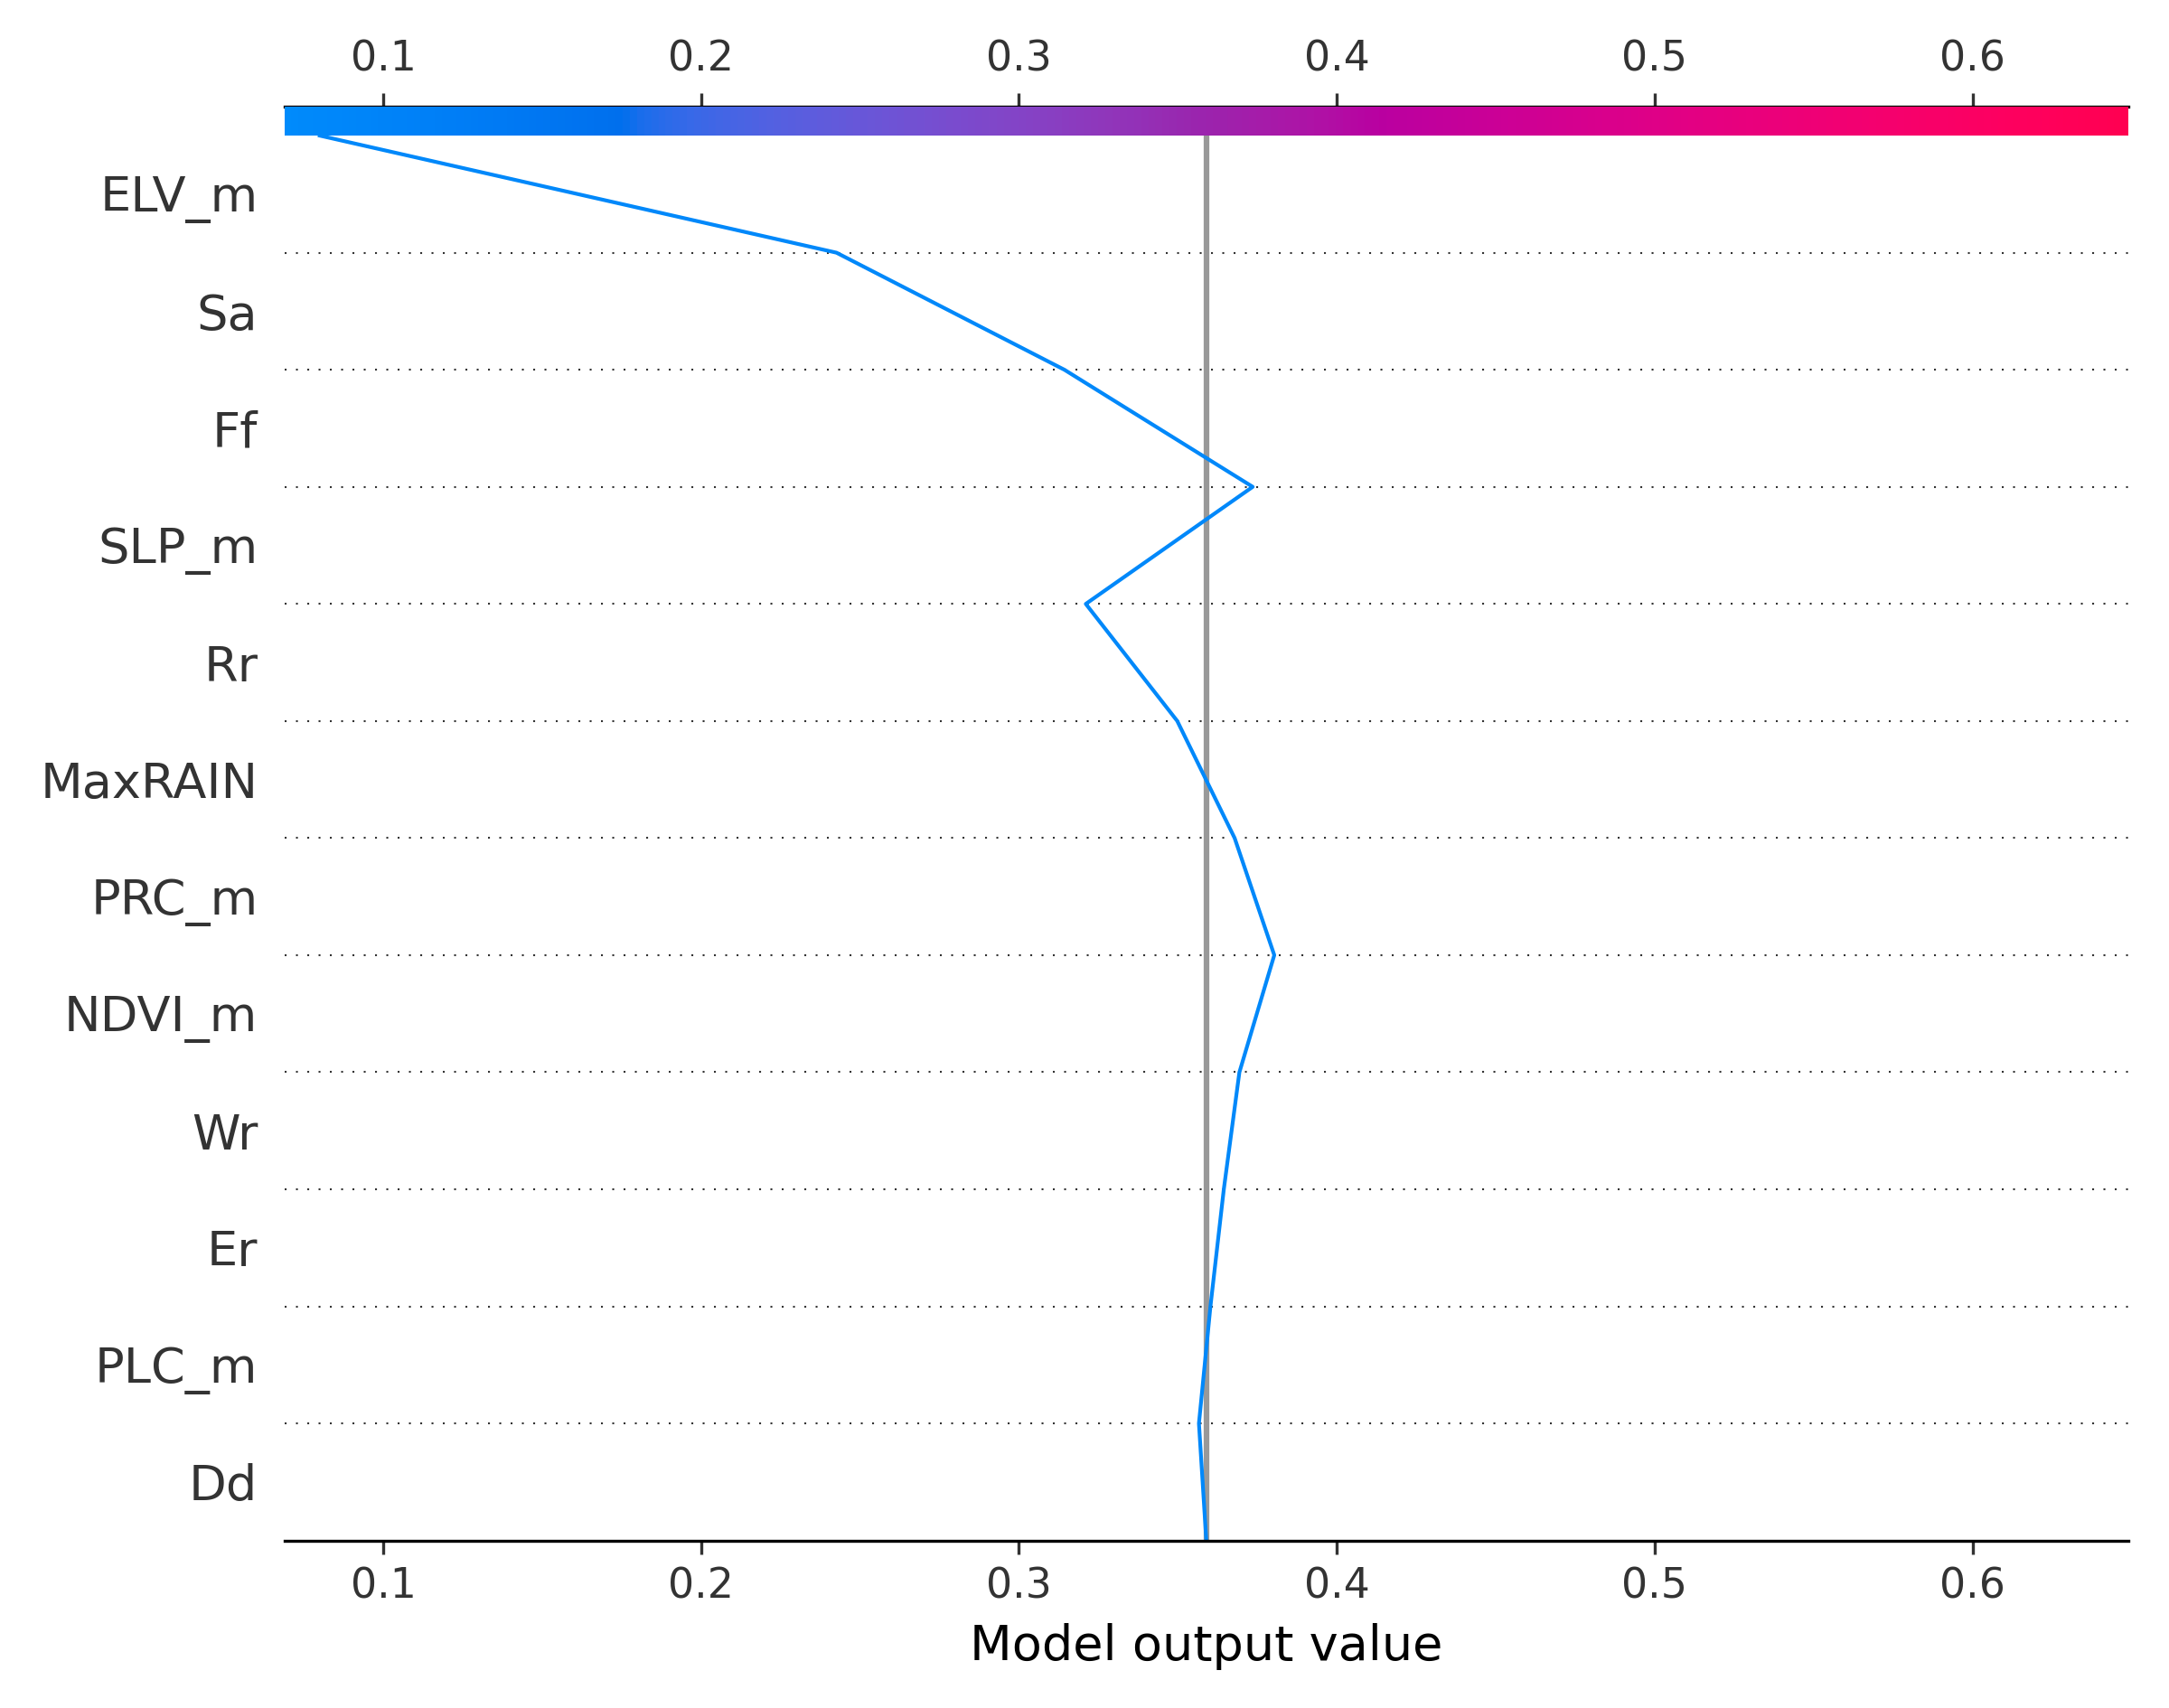 0.1 0.2 0.3 0.4 0.5 0.6
ELV_m
Sa
Ff
SLP_m
Rr
MaxRAIN
PRC_m
NDVI_m
Wr
Er
PLC_m
Dd
0.1 0.2 0.3 0.4 0.5 0.6
Model output value